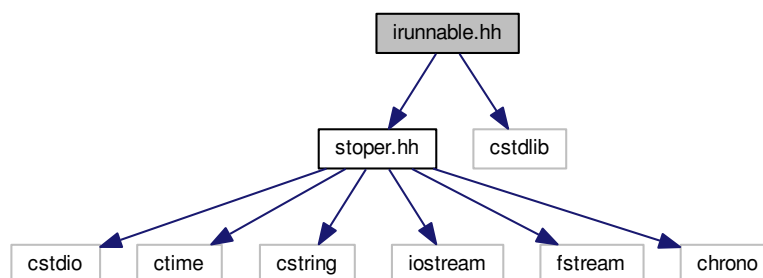 irunnable.hh
stoper.hh
cstdlib
cstdio
ctime
cstring
iostream
fstream
chrono